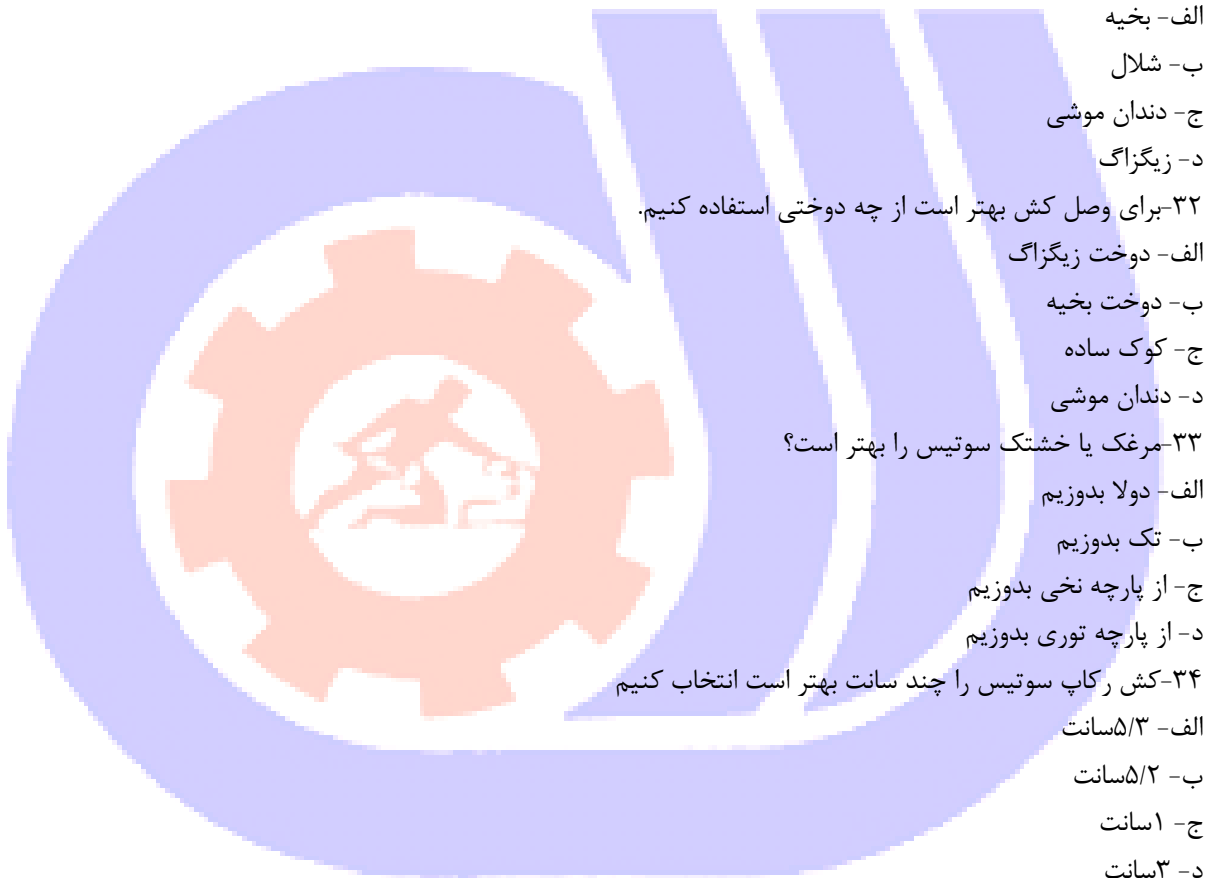 الف- بخیه
ب- شلال
ج- دندان موشی
د- زیگزاگ
۳۲-برای وصل کش بهتر است از چه دوختی استفاده کنیم.
الف- دوخت زیگزاگ
ب- دوخت بخیه
ج- کوک ساده
د- دندان موشی
۳۳-مرغک یا خشتک سوتیس را بهتر است؟
الف- دولا بدوزیم
ب- تک بدوزیم
ج- از پارچه نخی بدوزیم
د- از پارچه توری بدوزیم
۳۴-کش رکاپ سوتیس را چند سانت بهتر است انتخاب کنیم
الف- ۵/۳سانت
ب- ۵/۲سانت
ج- ۱سانت
د- ۳سانت